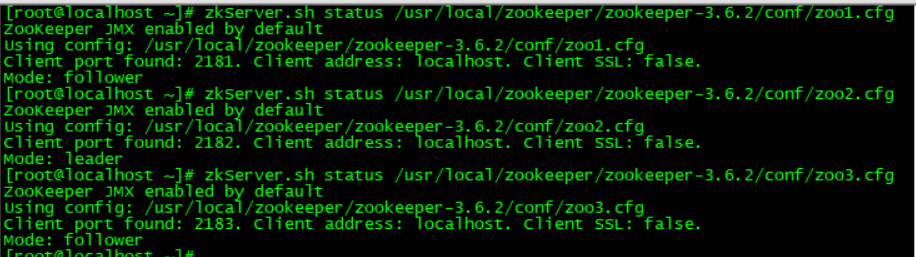 [root@localhost ~]# zkServer.sh status /usr/local/zookeeper/zookeeper-3.6.2/conf/zoo1.cfg
ZooKeeper JMX enabled by default
Using config: /usr/local/zookeeper/zookeeper-3.6.2/conf/zoo1.cfg
Client port found: 2181. Client address: localhost. Client SSL: false.
Mode: follower
[root@localhost ~]# zkServer.sh status /usr/local/zookeeper/zookeeper-3.6.2/conf/zoo2.cfg
ZooKeeper JMX enabled by default
Using config: /usr/local/zookeeper/zookeeper-3.6.2/conf/zoo2.cfg
Client port found: 2182. Client address: localhost. Client SSL: false.
Mode: leader
[root@localhost ~]# zkServer.sh status /usr/local/zookeeper/zookeeper-3.6.2/conf/zoo3.cfg
ZooKeeper JMX enabled by default
Using config: /usr/local/zookeeper/zookeeper-3.6.2/conf/zoo3.cfg
Client port found: 2183. Client address: localhost. Client SSL: false.
Mode: follower
[root@localhost ~]#